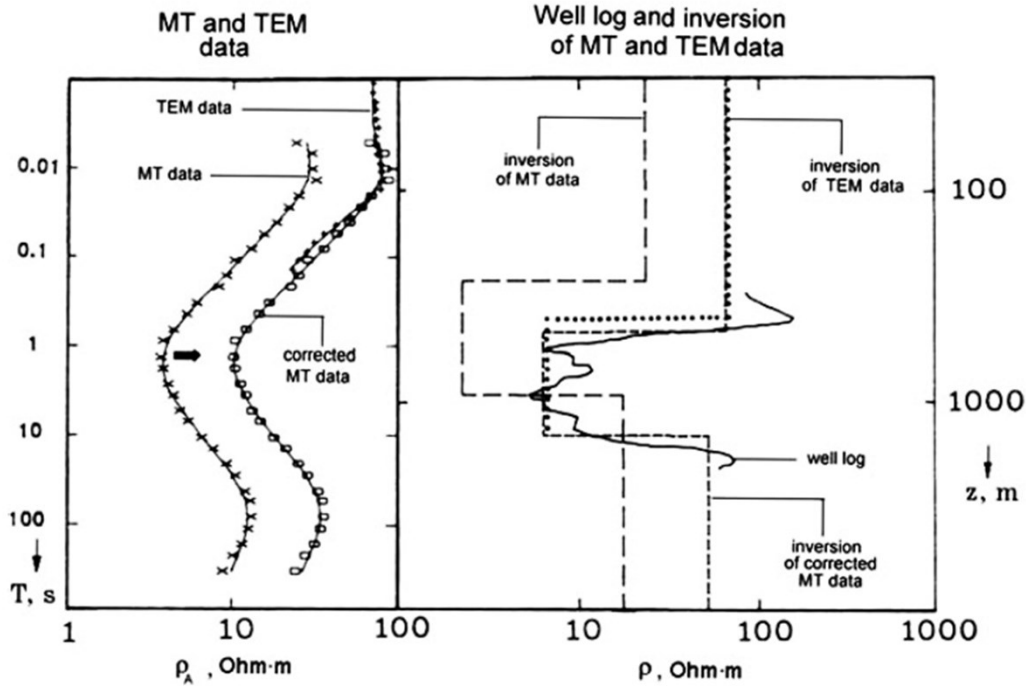 MT and TEM
data
Well log and inversion
of MT and TEM data
TEM data
MT data
corrected
MT data
0.01
0.1
1
10
100
T, s
1
10
100
ρA , Ohm·m
inversion
of MT data
inversion
of TEM data
well log
inversion
of corrected
MT data
100
1000
z, m
10
100
1000
ρ, Ohm·m